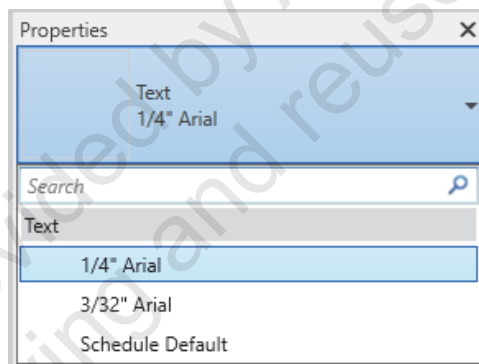 Properties
Text
1/4" Arial
Search
Text
1/4" Arial
3/32" Arial
Schedule Default